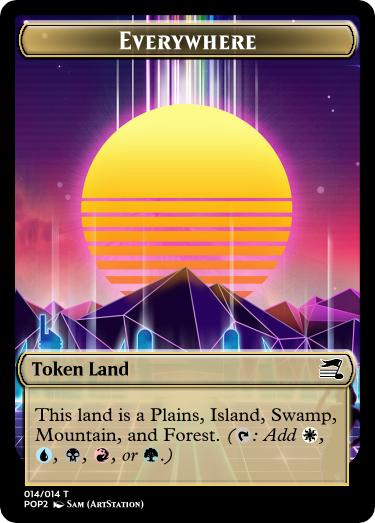 Everywhere
Token Land
This land is a Plains, Island, Swamp,
Mountain, and Forest. ( : Add ,
, , , or .)
014/014 T
POP2 Sam (ArtStation)